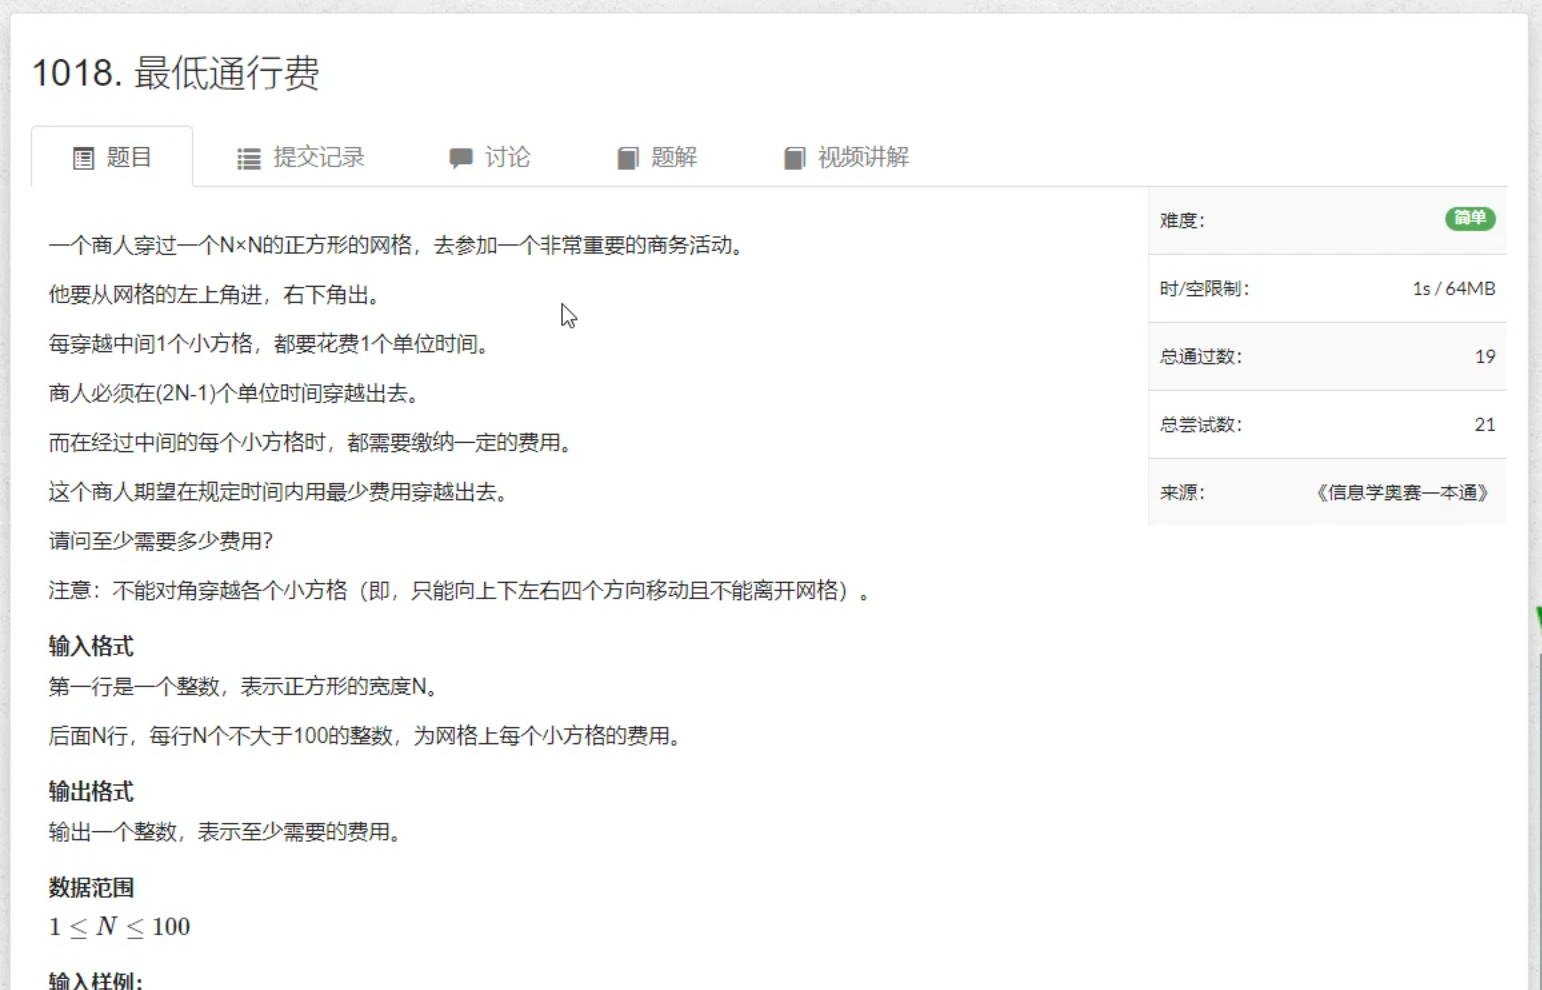 1018. 最低通行费
题目
提交记录
讨论
题解
视频讲解
一个商人穿过一个N×N的正方形的网格，去参加一个非常重要的商务活动。
他要从网格的左上角进，右下角出。
每穿越中间1个小方格，都要花费1个单位时间。
商人必须在(2N-1)个单位时间穿越出去。
而在经过中间的每个小方格时，都需要缴纳一定的费用。
这个商人期望在规定时间内用最少费用穿越出去。
请问至少需要多少费用？
注意：不能对角穿越各个小方格（即，只能向上下左右四个方向移动且不能离开网格）。
输入格式
第一行是一个整数，表示正方形的宽度N。
后面N行，每行N个不大于100的整数，为网格上每个小方格的费用。
输出格式
输出一个整数，表示至少需要的费用。
数据范围
1 ≤ N ≤ 100
输入样例：
难度： 简单
时/空限制： 1s / 64MB
总通过数： 19
总尝试数： 21
来源： 《信息学奥赛一本通》